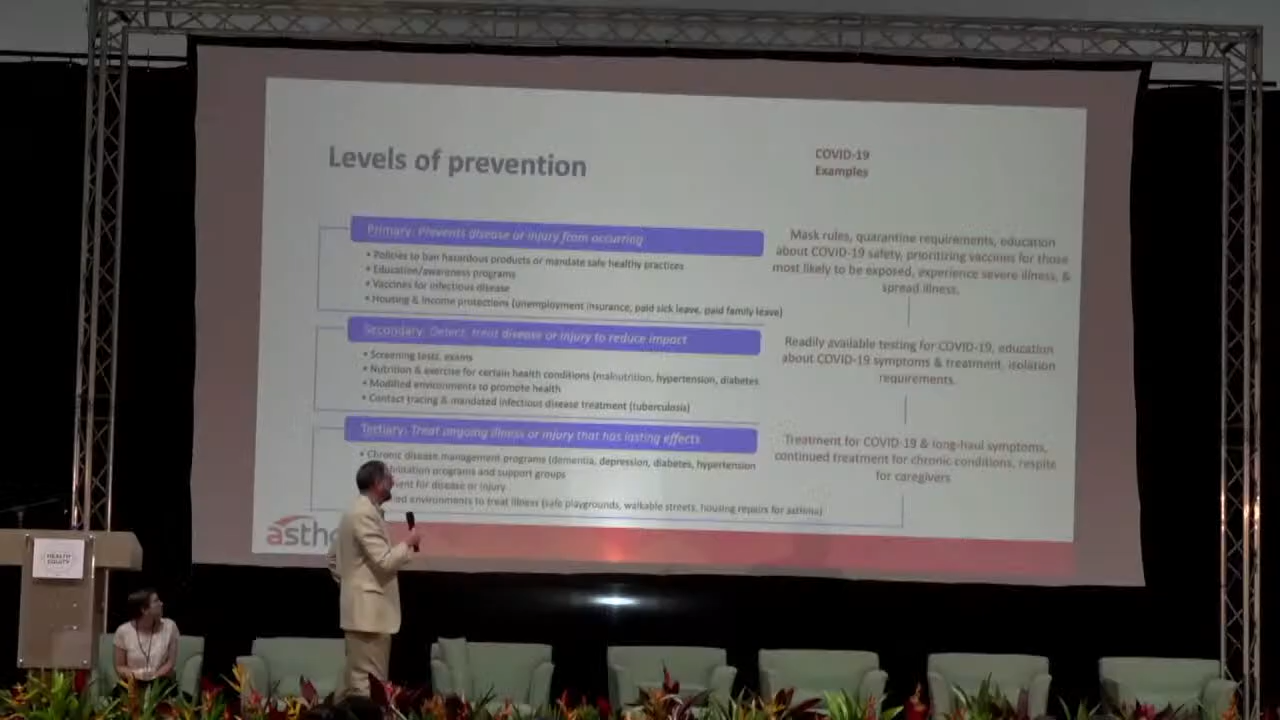 Levels of prevention
COVID-19
Examples
Primary: Prevents disease or injury from occurring
• Policies to ban hazardous products or mandate safe healthy practices
• Education/awareness programs
• Vaccines for infectious disease
• Housing & income protections (unemployment insurance, paid sick leave, paid family leave)
Mask rules, quarantine requirements, education
about COVID-19 safety, prioritizing vaccines for those
most likely to be exposed, experience severe illness, &
spread illness.
Secondary: Detect, treat disease or injury to reduce impact
• Screening tests, exams
• Nutrition & exercise for certain health conditions (malnutrition, hypertension, diabetes
• Modified environments to promote health
• Contact tracing & mandated infectious disease treatment (tuberculosis)
Readily available testing for COVID-19, education
about COVID-19 symptoms & treatment, isolation
requirements.
Tertiary: Treat ongoing illness or injury that has lasting effects
• Chronic disease management programs (dementia, depression, diabetes, hypertension
programs and support groups
for disease or injury
environments to treat illness (safe playgrounds, walkable streets, housing repairs for asthma)
Treatment for COVID-19 & long-haul symptoms,
continued treatment for chronic conditions, respite
for caregivers
astho
HEALTH
EQUITY